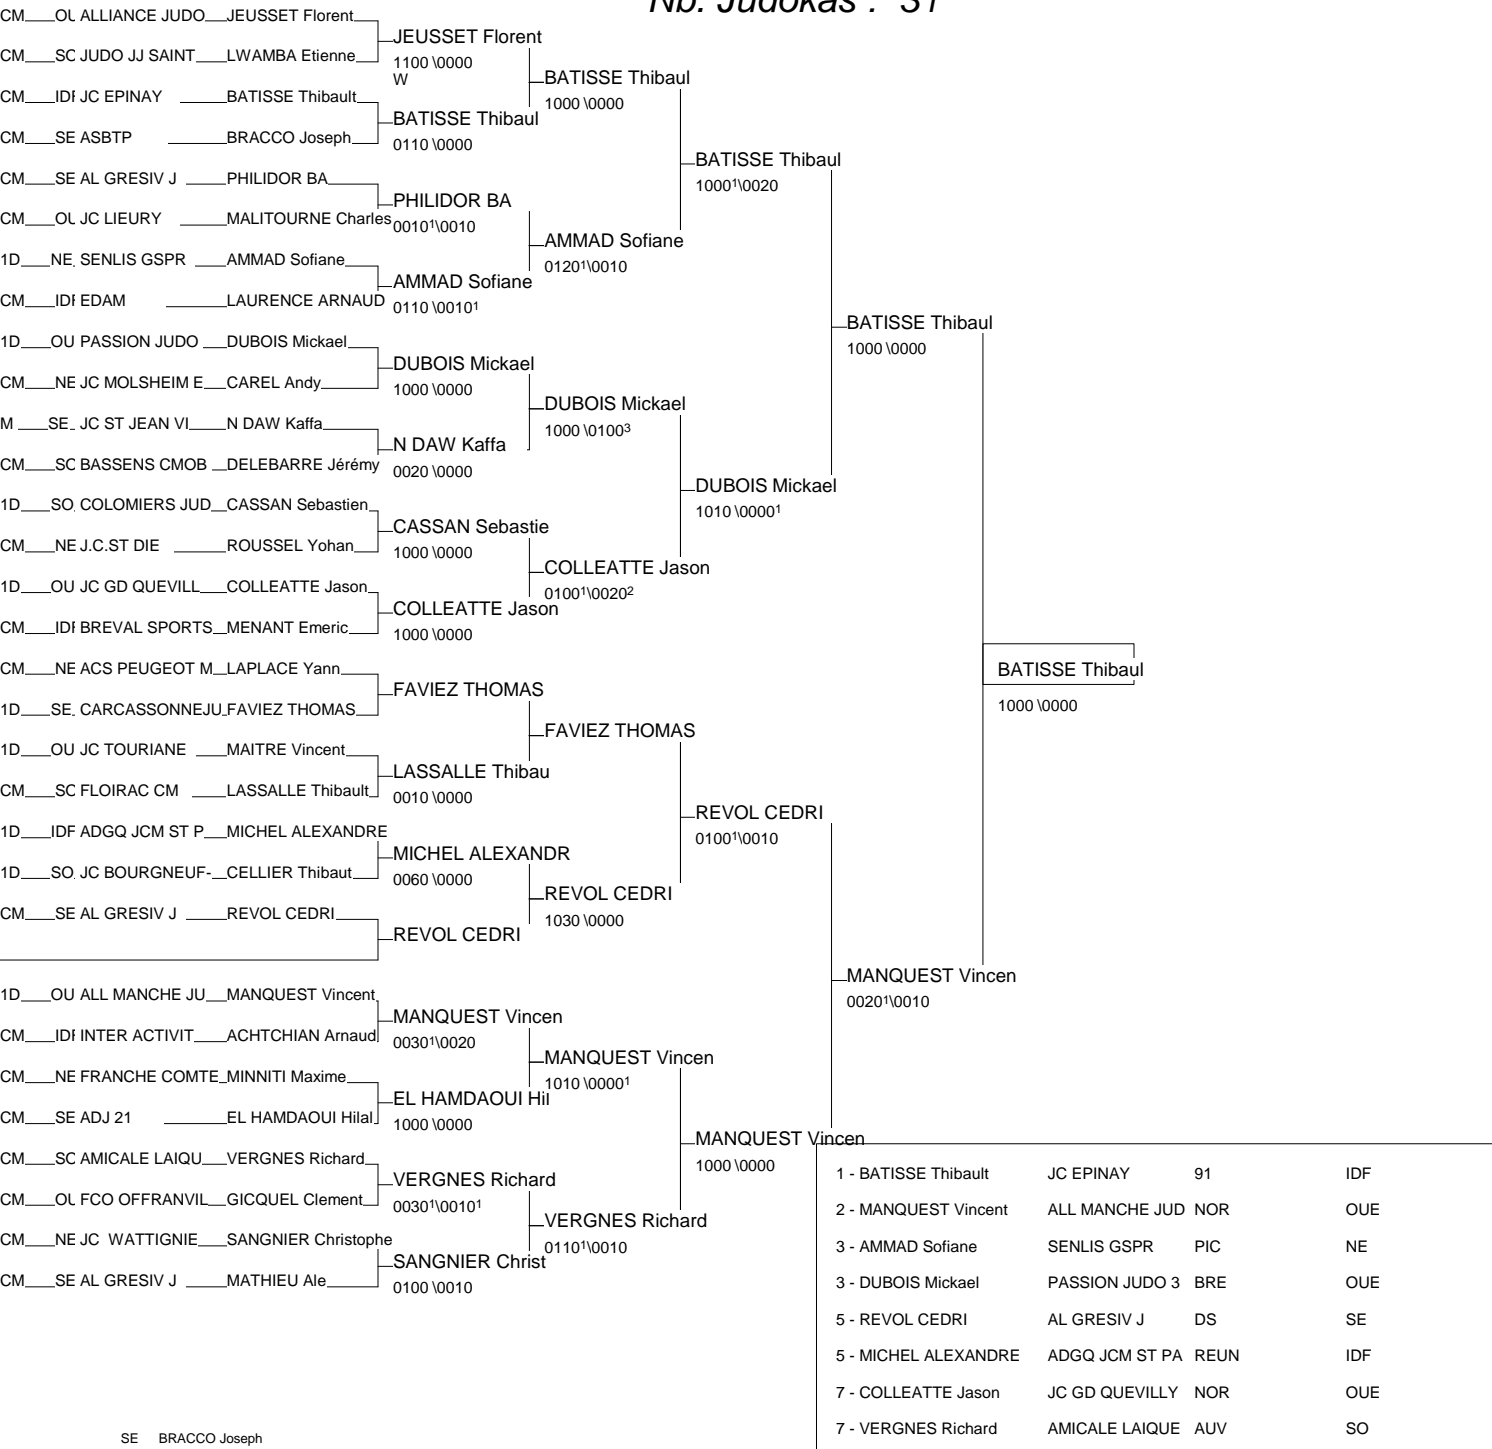 Nb. Judokas : 31
CM OU ALLIANCE JUDO JEUSSET Florent
JEUSSET Florent
CM SO JUDO JJ SAINT LWAMBA Etienne
1100 \0000
W
BATISSE Thibaul
CM IDF JC EPINAY BATISSE Thibault
1000 \0000
BATISSE Thibaul
CM SE ASBTP BRACCO Joseph
0110 \0000
BATISSE Thibaul
CM SE AL GRESIV J PHILIDOR BA
1000¹\0020
PHILIDOR BA
CM OU JC LIEURY MALITOURNE Charles
0010¹\0010
AMMAD Sofiane
1D NE SENLIS GSPR AMMAD Sofiane
0120¹\0010
AMMAD Sofiane
CM IDF EDAM LAURENCE ARNAUD
0110 \0010¹
BATISSE Thibaul
1D OU PASSION JUDO DUBOIS Mickael
1000 \0000
DUBOIS Mickael
CM NE JC MOLSHEIM E CAREL Andy
1000 \0000
DUBOIS Mickael
M SE JC ST JEAN VI N DAW Kaffa
1000 \0100³
N DAW Kaffa
CM SO BASSENS CMOB DELEBARRE Jérémy
0020 \0000
DUBOIS Mickael
1D SO COLOMIERS JUD CASSAN Sebastien
1010 \0000¹
CASSAN Sebastie
CM NE J.C.ST DIE ROUSSEL Yohan
1000 \0000
COLLEATTE Jason
1D OU JC GD QUEVILL COLLEATTE Jason
0100¹\0020²
COLLEATTE Jason
CM IDF BREVAL SPORTS MENANT Emeric
1000 \0000
CM NE ACS PEUGEOT M LAPLACE Yann
BATISSE Thibaul
FAVIEZ THOMAS
1000 \0000
1D SE CARCASSONNEJU FAVIEZ THOMAS
FAVIEZ THOMAS
1D OU JC TOURIANE MAITRE Vincent
LASSALLE Thibau
CM SO FLOIRAC CM LASSALLE Thibault
0010 \0000
REVOL CEDRI
1D IDF ADGQ JCM ST P MICHEL ALEXANDRE
0100¹\0010
MICHEL ALEXANDR
1D SO JC BOURGNEUF- CELLIER Thibaut
0060 \0000
REVOL CEDRI
CM SE AL GRESIV J REVOL CEDRI
1030 \0000
REVOL CEDRI
MANQUEST Vincen
1D OU ALL MANCHE JU MANQUEST Vincent
0020¹\0010
MANQUEST Vincen
CM IDF INTER ACTIVIT ACHTCHIAN Arnaud
0030¹\0020
MANQUEST Vincen
CM NE FRANCHE COMTE MINNITI Maxime
1010 \0000¹
EL HAMDAOUI Hil
CM SE ADJ 21 EL HAMDAOUI Hilal
1000 \0000
MANQUEST Vincen
CM SO AMICALE LAIQU VERGNES Richard
1000 \0000
VERGNES Richard
CM OU FCO OFFRANVIL GICQUEL Clement
0030¹\0010¹
VERGNES Richard
CM NE JC WATTIGNIE SANGNIER Christophe
0110¹\0010
SANGNIER Christ
CM SE AL GRESIV J MATHIEU Ale
0100 \0010
1 - BATISSE Thibault JC EPINAY 91 IDF
2 - MANQUEST Vincent ALL MANCHE JUD NOR OUE
3 - AMMAD Sofiane SENLIS GSPR PIC NE
3 - DUBOIS Mickael PASSION JUDO 3 BRE OUE
5 - REVOL CEDRI AL GRESIV J DS SE
5 - MICHEL ALEXANDRE ADGQ JCM ST PA REUN IDF
7 - COLLEATTE Jason JC GD QUEVILLY NOR OUE
7 - VERGNES Richard AMICALE LAIQUE AUV SO
SE BRACCO Joseph